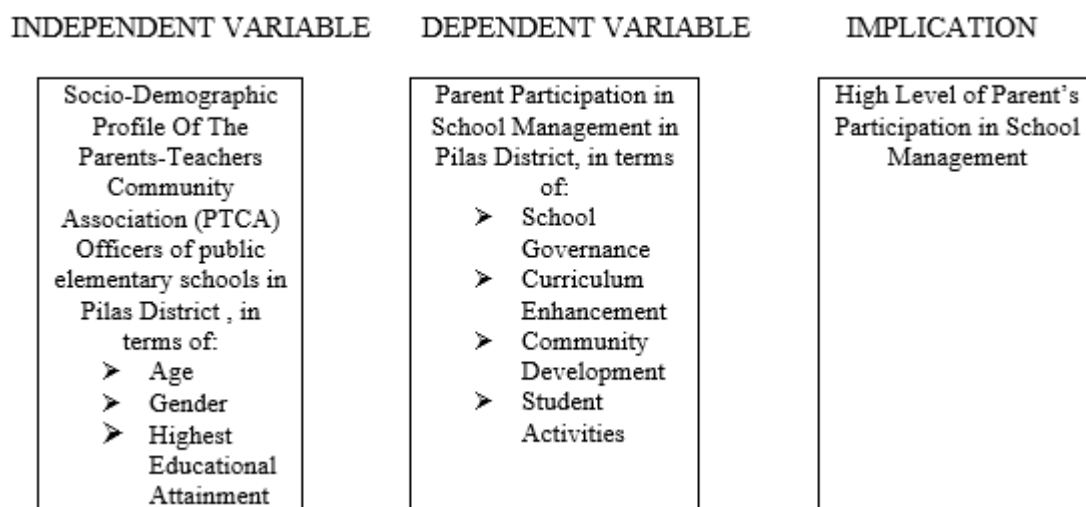 INDEPENDENT VARIABLE
Socio-Demographic
Profile Of The
Parents-Teachers
Community
Association (PTCA)
Officers of public
elementary schools in
Pilas District , in
terms of:
➤ Age
➤ Gender
➤ Highest
Educational
Attainment
DEPENDENT VARIABLE
Parent Participation in
School Management in
Pilas District, in terms
of:
➤ School
Governance
➤ Curriculum
Enhancement
➤ Community
Development
➤ Student
Activities
IMPLICATION
High Level of Parent’s
Participation in School
Management